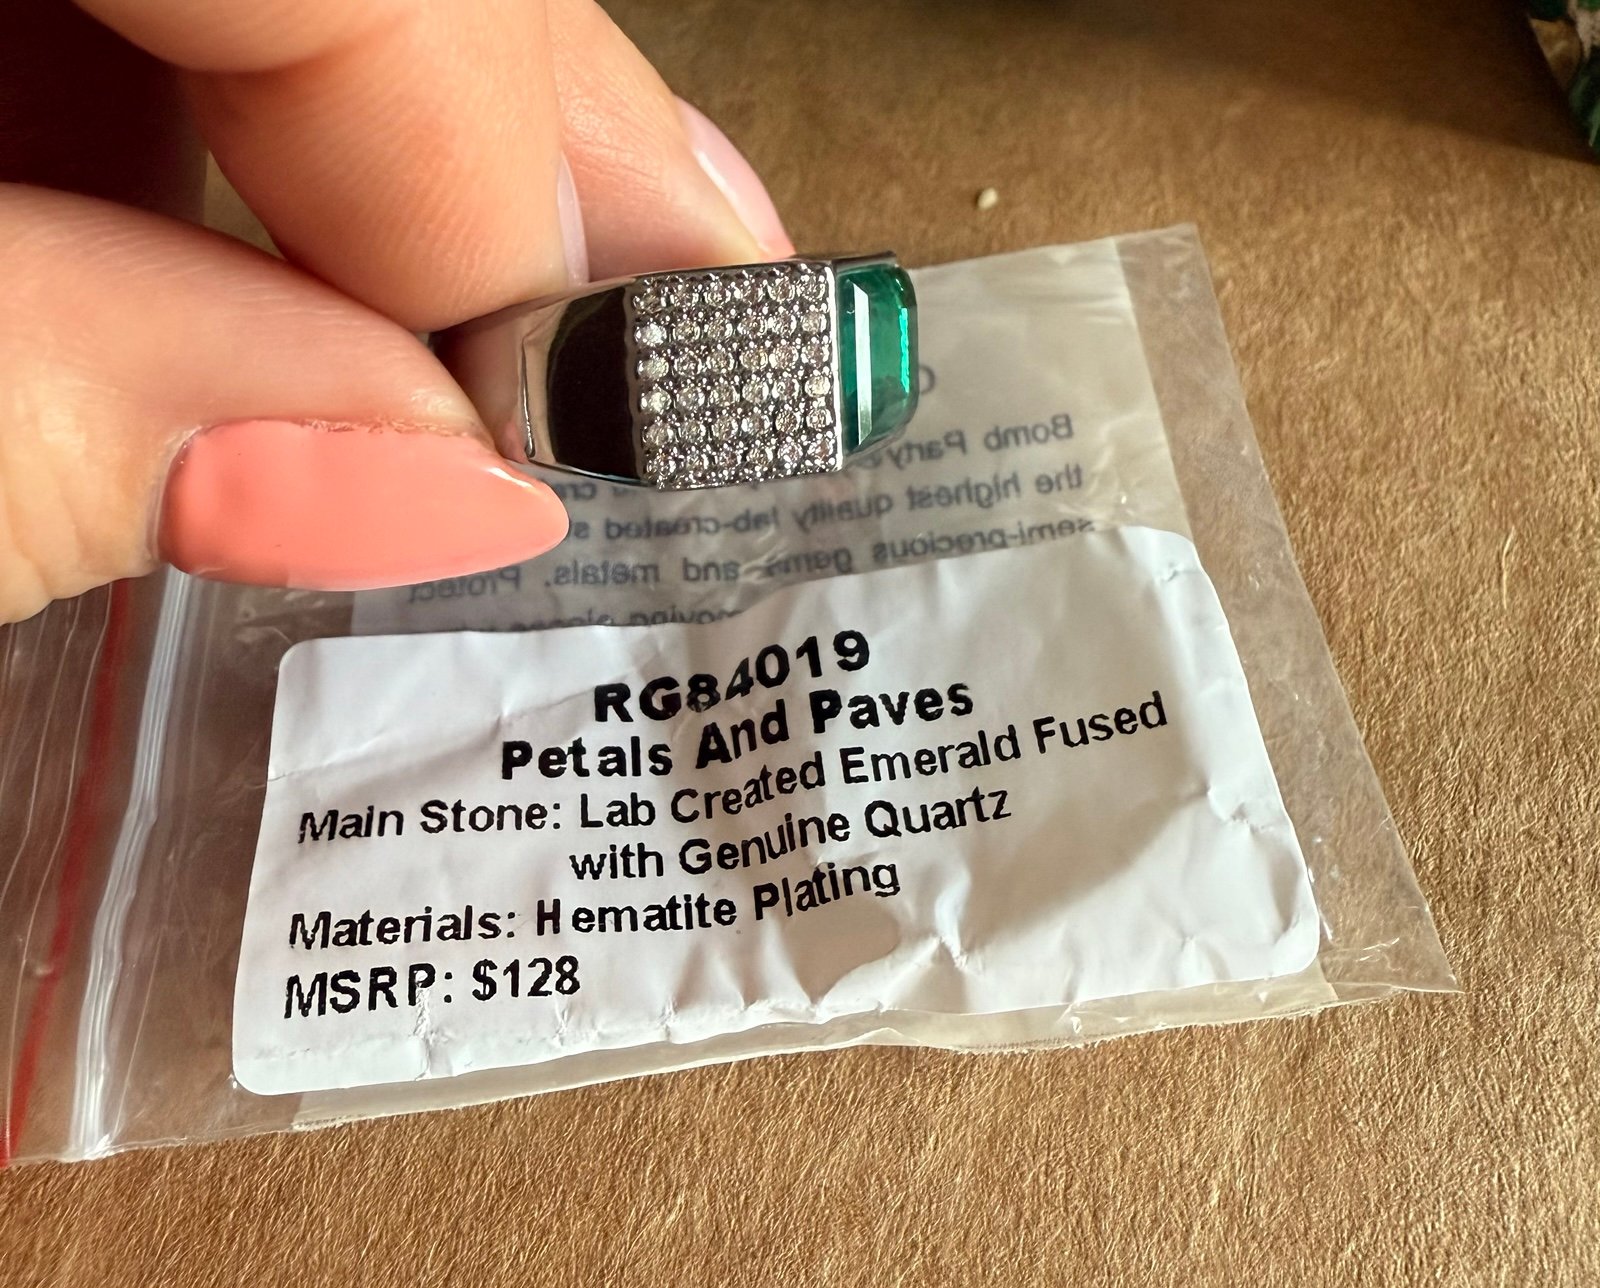 Bomb Party
the highest quality lab-created
semi-precious gems and metals. Protect
RG84019
Petals And Paves
Main Stone: Lab Created Emerald Fused
with Genuine Quartz
Materials: Hematite Plating
MSRP: $128